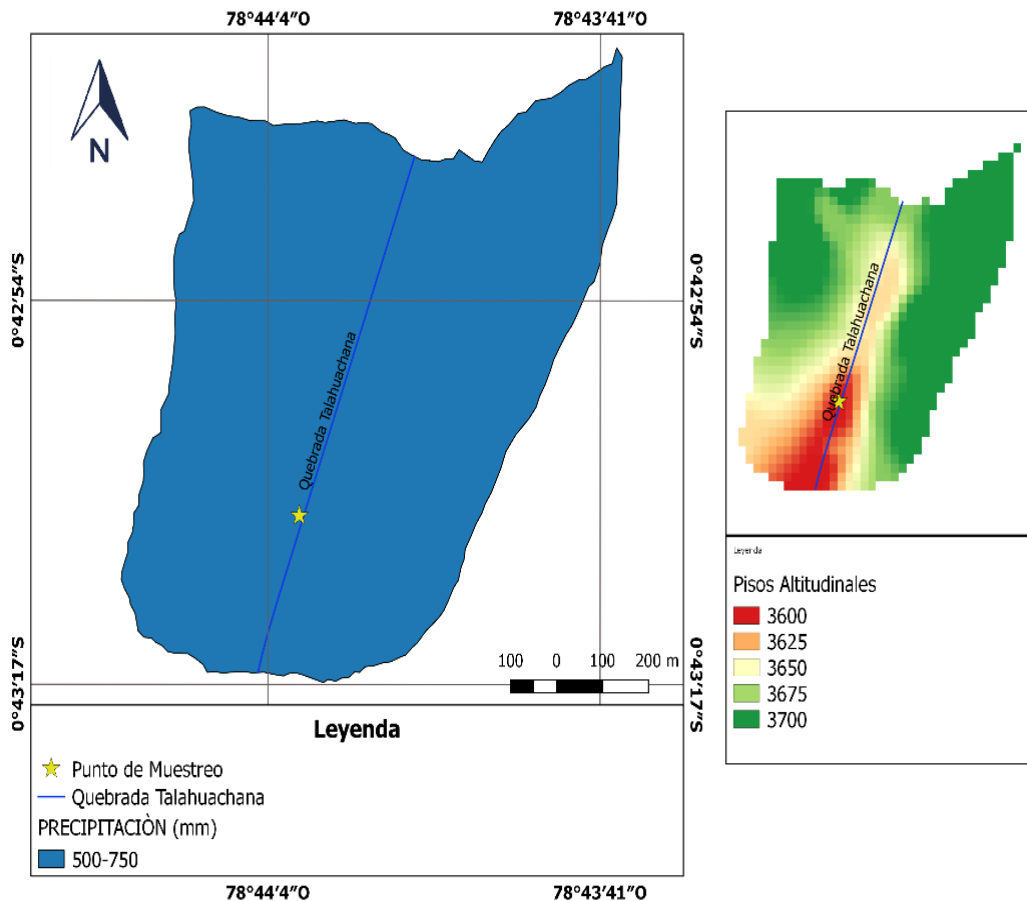 78°44′4″O
78°43′41″O
N
0°42′54″S
0°42′54″S
Quebrada Talahuachana
100 0 100 200 m
0°43′17″S
0°43′17″S
Leyenda
Punto de Muestreo
Quebrada Talahuachana
PRECIPITACIÒN (mm)
500-750
78°44′4″O
78°43′41″O
Quebrada Talahuachana
Leyenda
Pisos Altitudinales
3600
3625
3650
3675
3700